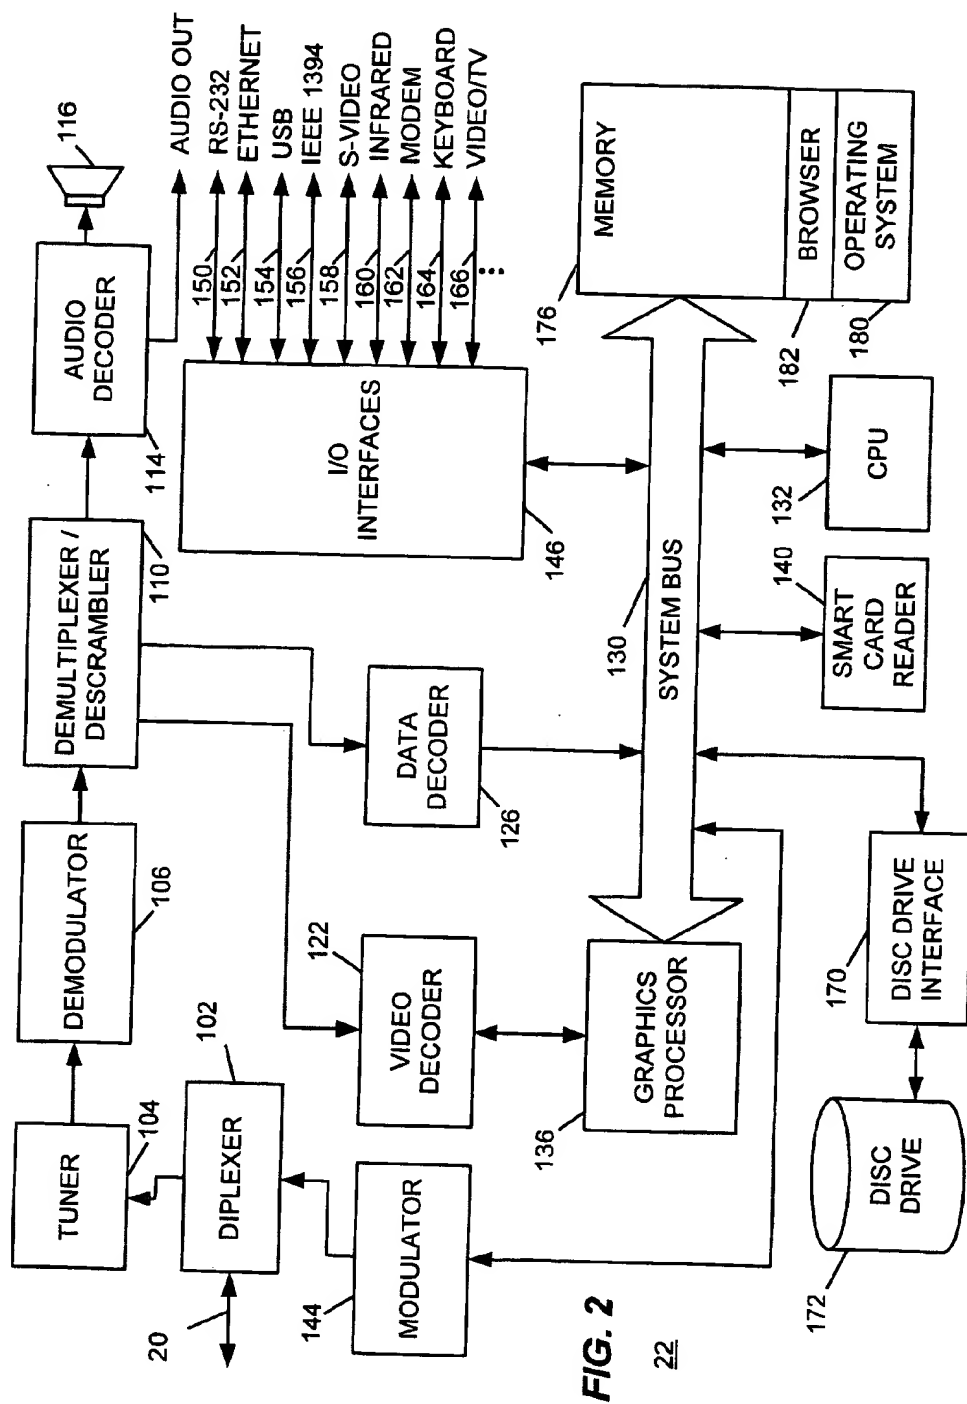 20
DIPLEXER
102
TUNER
104
DEMODULATOR
106
DEMULTIPLEXER /
DESCRAMBLER
110
AUDIO
DECODER
114
116
AUDIO OUT
MODULATOR
144
VIDEO
DECODER
122
DATA
DECODER
126
I/O
INTERFACES
146
150
RS-232
152
ETHERNET
154
USB
156
IEEE 1394
158
S-VIDEO
160
INFRARED
162
MODEM
164
KEYBOARD
166
VIDEO/TV
GRAPHICS
PROCESSOR
136
SYSTEM BUS
130
MEMORY
176
BROWSER
182
OPERATING
SYSTEM
180
DISC
DRIVE
172
DISC DRIVE
INTERFACE
170
SMART
CARD
READER
140
CPU
132
FIG. 2
22